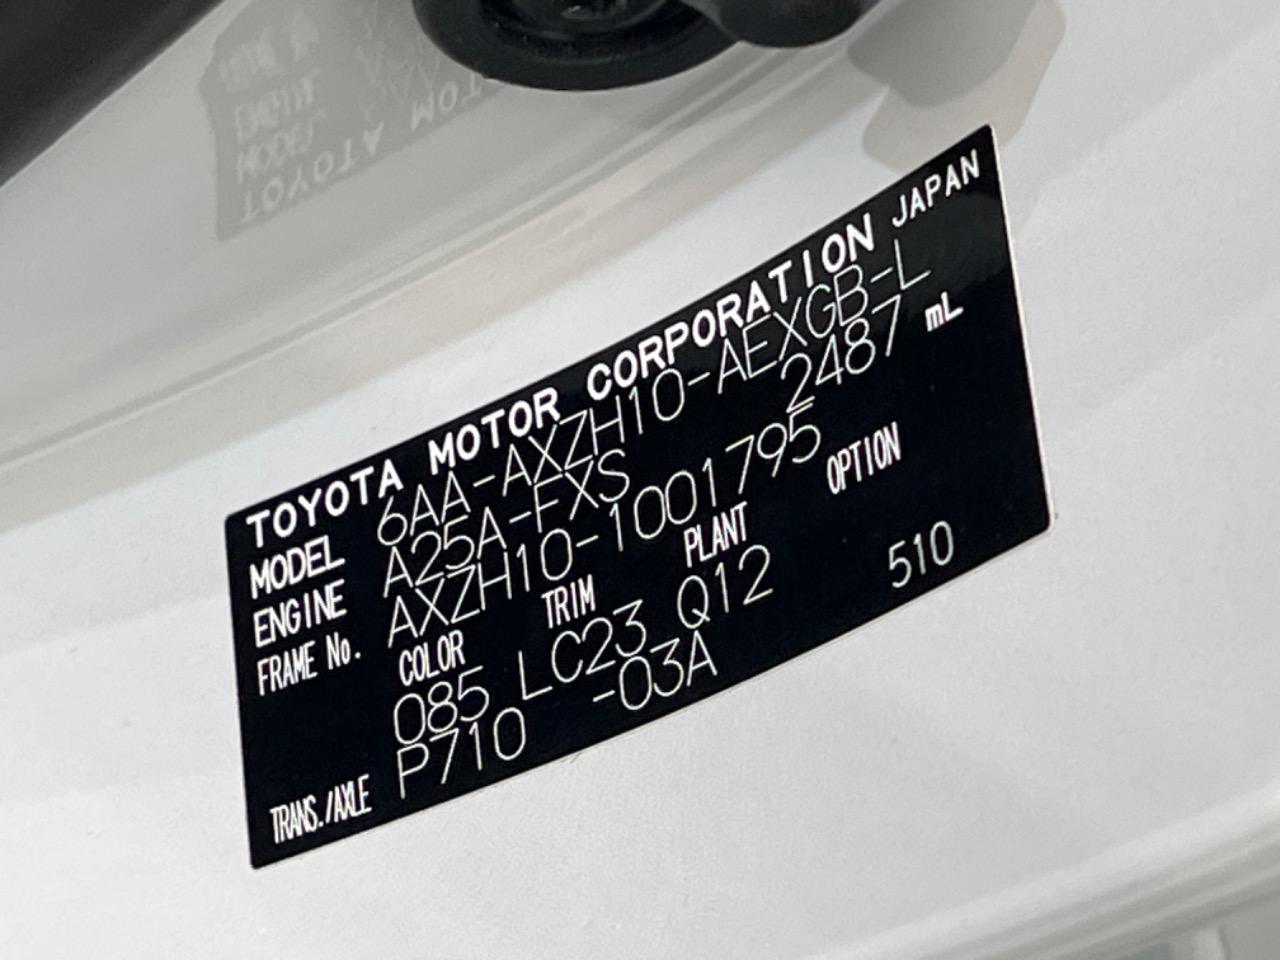 TOYOTA MOTOR CORPORATION JAPAN
MODEL 6AA-AXZH10-AEXGB-L
ENGINE A25A-FXS 2487 mL
FRAME No. AXZH10-1001795
COLOR TRIM PLANT OPTION
085 LC23 Q12 510
TRANS./AXLE P710 -03A